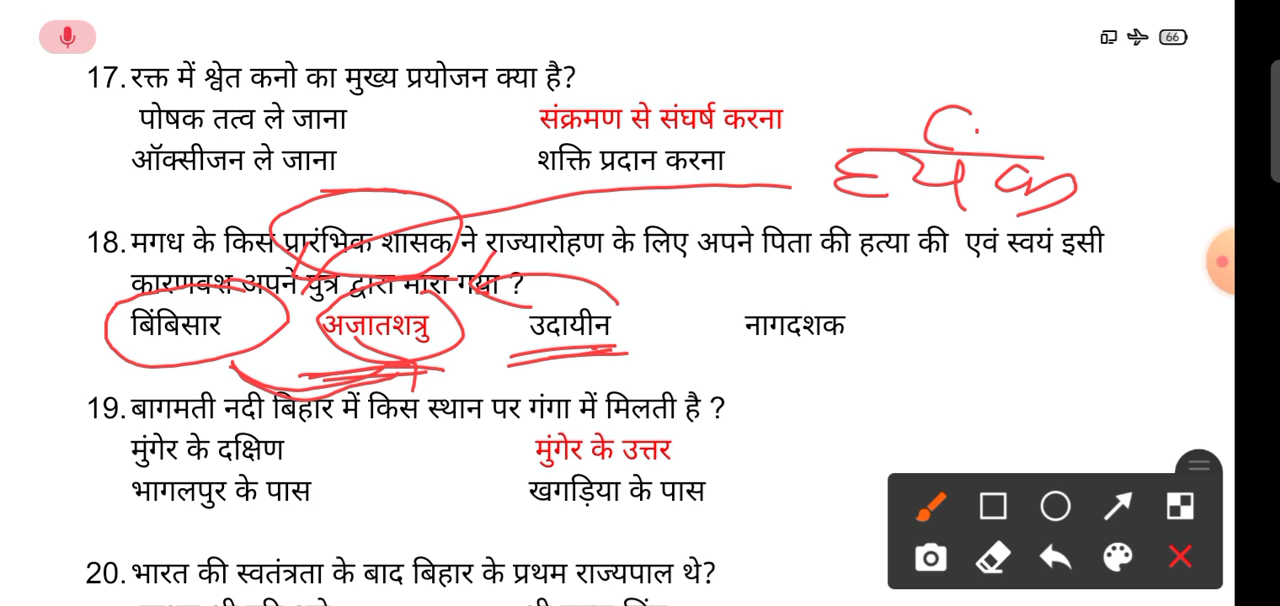 66
17. रक्त में श्वेत कनो का मुख्य प्रयोजन क्या है?
पोषक तत्व ले जाना संक्रमण से संघर्ष करना
ऑक्सीजन ले जाना शक्ति प्रदान करना
हर्यक
18. मगध के किस प्रारंभिक शासक ने राज्यारोहण के लिए अपने पिता की हत्या की एवं स्वयं इसी
कारणवश अपने पुत्र द्वारा मारा गया ?
बिंबिसार अजातशत्रु उदायीन नागदशक
19. बागमती नदी बिहार में किस स्थान पर गंगा में मिलती है ?
मुंगेर के दक्षिण मुंगेर के उत्तर
भागलपुर के पास खगड़िया के पास
20. भारत की स्वतंत्रता के बाद बिहार के प्रथम राज्यपाल थे?